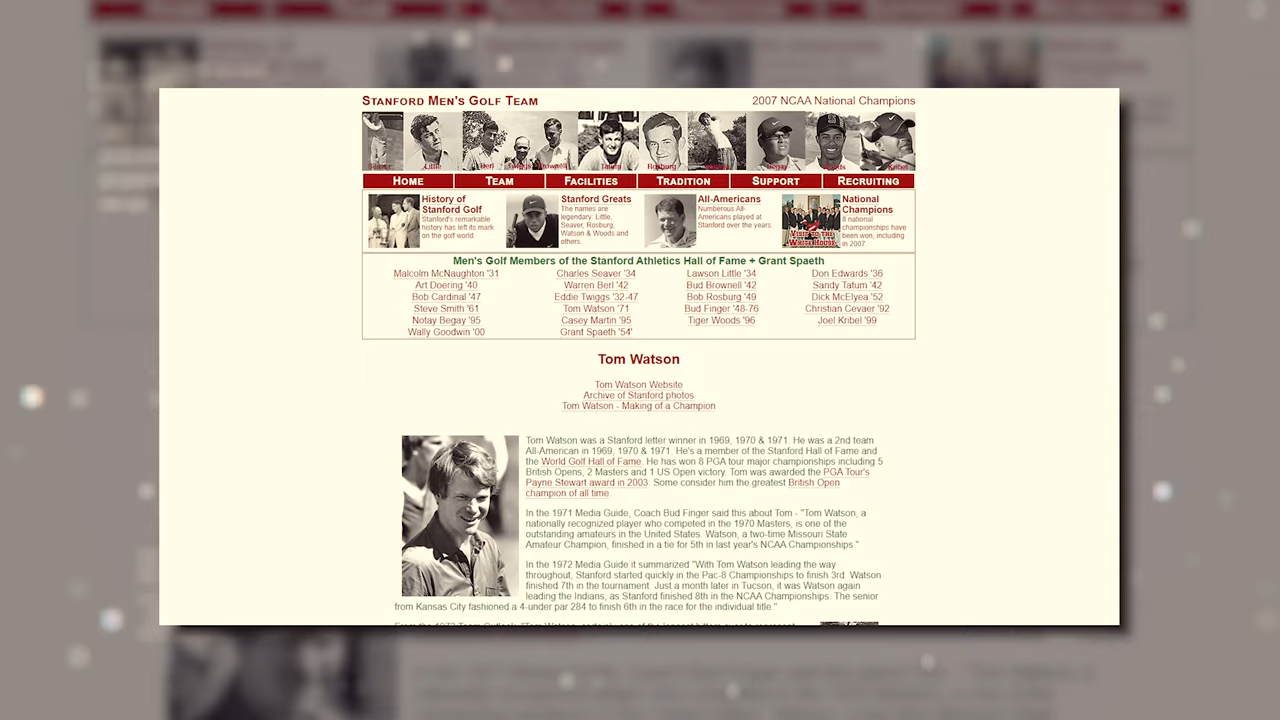 STANFORD MEN'S GOLF TEAM
2007 NCAA National Champions
Little
Berl
Twiggs
Brownell
Tatum
Rosburg
Begay
Woods
Kribel
HOME
TEAM
FACILITIES
TRADITION
SUPPORT
RECRUITING
History of
Stanford Golf
Stanford's remarkable
history has left its mark
on the golf world
Stanford Greats
The names are
legendary: Little,
Seaver, Rosburg,
Watson & Woods and
others.
All-Americans
Numberous All-
Americans played at
Stanford over the years.
VISIT TO THE
WHITE HOUSE
National
Champions
8 national
championships have
been won, including
in 2007.
Men's Golf Members of the Stanford Athletics Hall of Fame + Grant Spaeth
Malcolm McNaughton '31 Charles Seaver '34 Lawson Little '34 Don Edwards '36
Art Doering '40 Warren Berl '42 Bud Brownell '42 Sandy Tatum '42
Bob Cardinal '47 Eddie Twiggs '32-47 Bob Rosburg '49 Dick McElyea '52
Steve Smith '61 Tom Watson '71 Bud Finger '48-76 Christian Cevaer '92
Notay Begay '95 Casey Martin '95 Tiger Woods '96 Joel Kribel '99
Wally Goodwin '00 Grant Spaeth '54'
Tom Watson
Tom Watson Website
Archive of Stanford photos
Tom Watson - Making of a Champion
Tom Watson was a Stanford letter winner in 1969, 1970 & 1971. He was a 2nd team
All-American in 1969, 1970 & 1971. He's a member of the Stanford Hall of Fame and
the World Golf Hall of Fame. He has won 8 PGA tour major championships including 5
British Opens, 2 Masters and 1 US Open victory. Tom was awarded the PGA Tour's
Payne Stewart award in 2003. Some consider him the greatest British Open
champion of all time.
In the 1971 Media Guide, Coach Bud Finger said this about Tom - "Tom Watson, a
nationally recognized player who competed in the 1970 Masters, is one of the
outstanding amateurs in the United States. Watson, a two-time Missouri State
Amateur Champion, finished in a tie for 5th in last year's NCAA Championships."
In the 1972 Media Guide it summarized "With Tom Watson leading the way
throughout, Stanford started quickly in the Pac-8 Championships to finish 3rd. Watson
finished 7th in the tournament. Just a month later in Tucson, it was Watson again
leading the Indians, as Stanford finished 8th in the NCAA Championships. The senior
from Kansas City fashioned a 4-under par 284 to finish 6th in the race for the individual title."